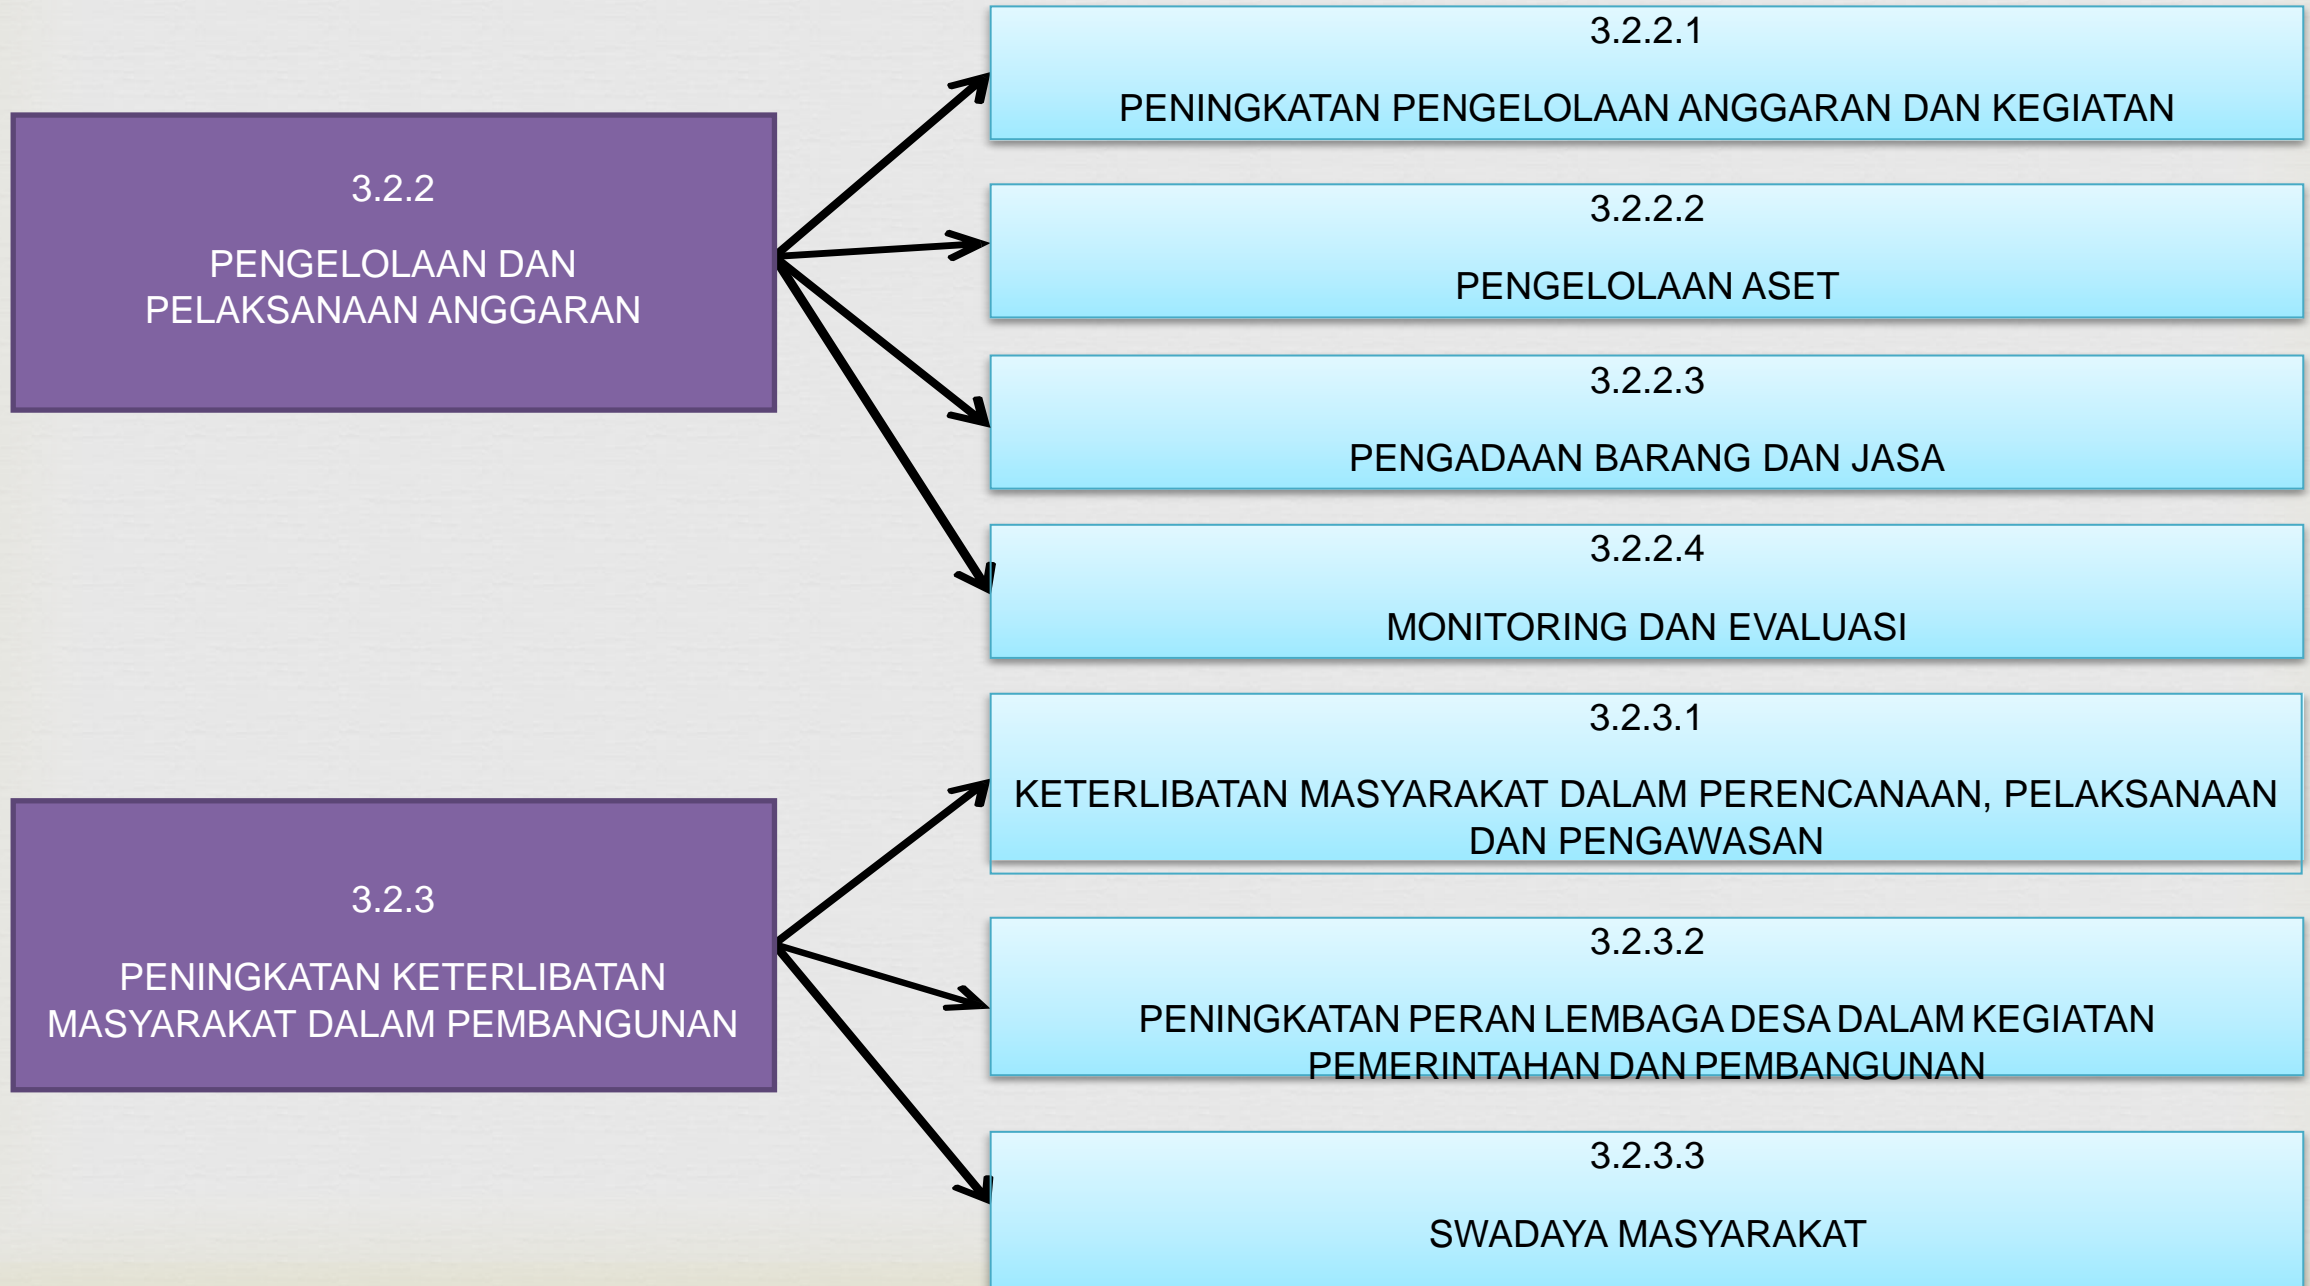 3.2.2
PENGELOLAAN DAN
PELAKSANAAN ANGGARAN
3.2.2.1
PENINGKATAN PENGELOLAAN ANGGARAN DAN KEGIATAN
3.2.2.2
PENGELOLAAN ASET
3.2.2.3
PENGADAAN BARANG DAN JASA
3.2.2.4
MONITORING DAN EVALUASI
3.2.3
PENINGKATAN KETERLIBATAN
MASYARAKAT DALAM PEMBANGUNAN
3.2.3.1
KETERLIBATAN MASYARAKAT DALAM PERENCANAAN, PELAKSANAAN
DAN PENGAWASAN
3.2.3.2
PENINGKATAN PERAN LEMBAGA DESA DALAM KEGIATAN
PEMERINTAHAN DAN PEMBANGUNAN
3.2.3.3
SWADAYA MASYARAKAT